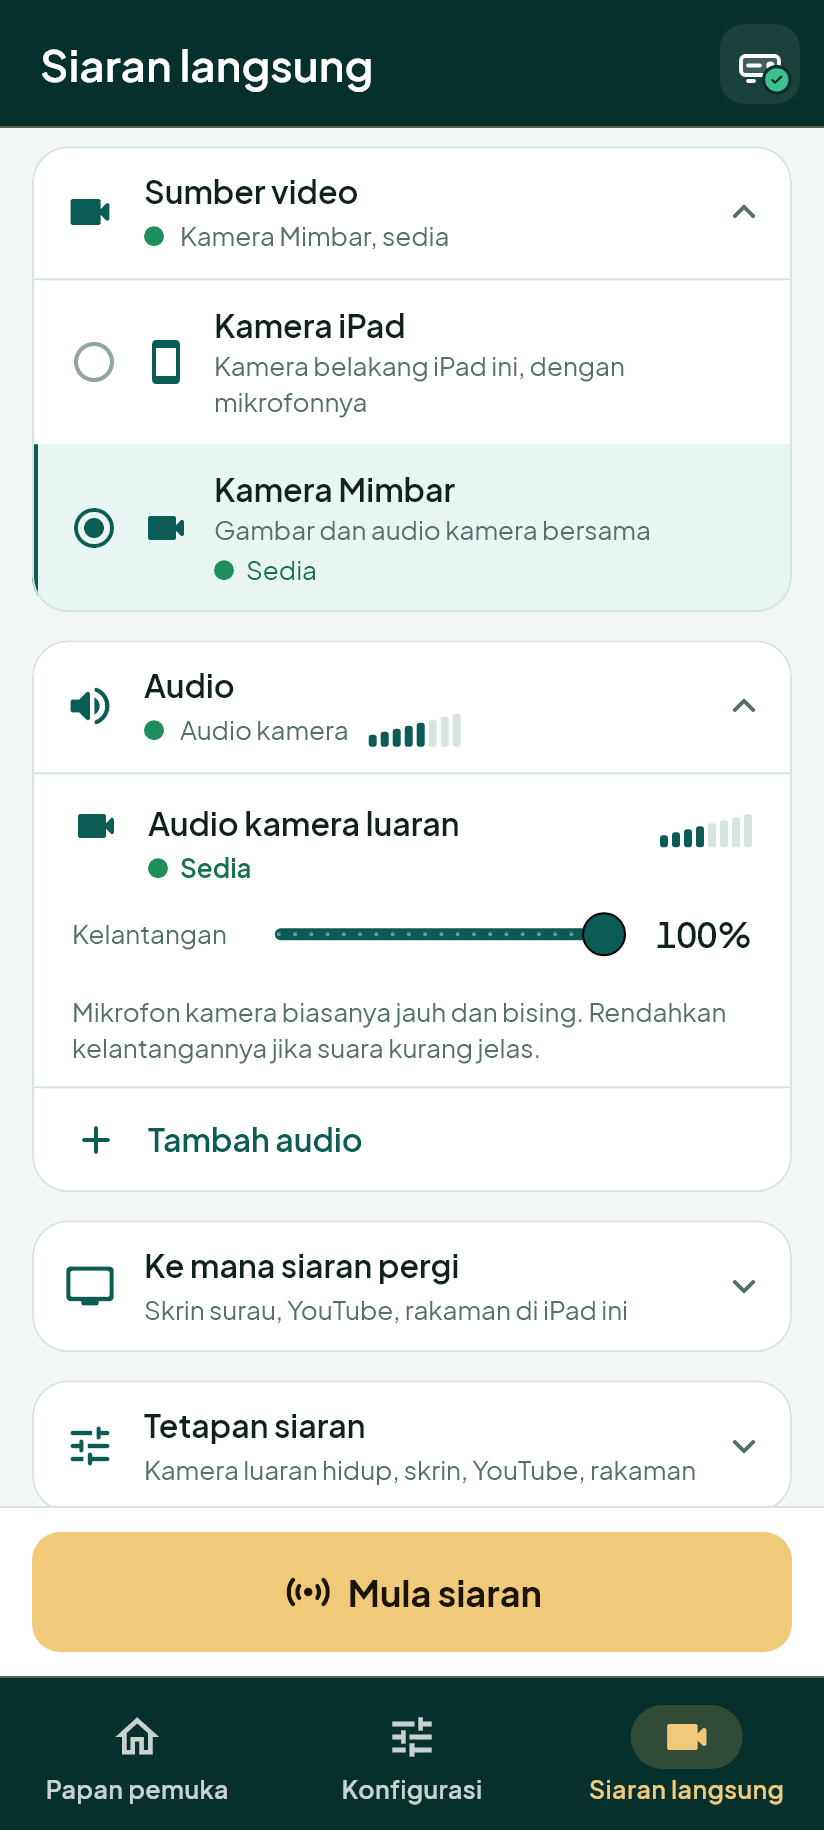 Siaran langsung
Sumber video
Kamera Mimbar, sedia
Kamera iPad
Kamera belakang iPad ini, dengan
mikrofonnya
Kamera Mimbar
Gambar dan audio kamera bersama
Sedia
Audio
Audio kamera
Audio kamera luaran
Sedia
Kelantangan
100%
Mikrofon kamera biasanya jauh dan bising. Rendahkan
kelantangannya jika suara kurang jelas.
Tambah audio
Ke mana siaran pergi
Skrin surau, YouTube, rakaman di iPad ini
Tetapan siaran
Kamera luaran hidup, skrin, YouTube, rakaman
Mula siaran
Papan pemuka
Konfigurasi
Siaran langsung